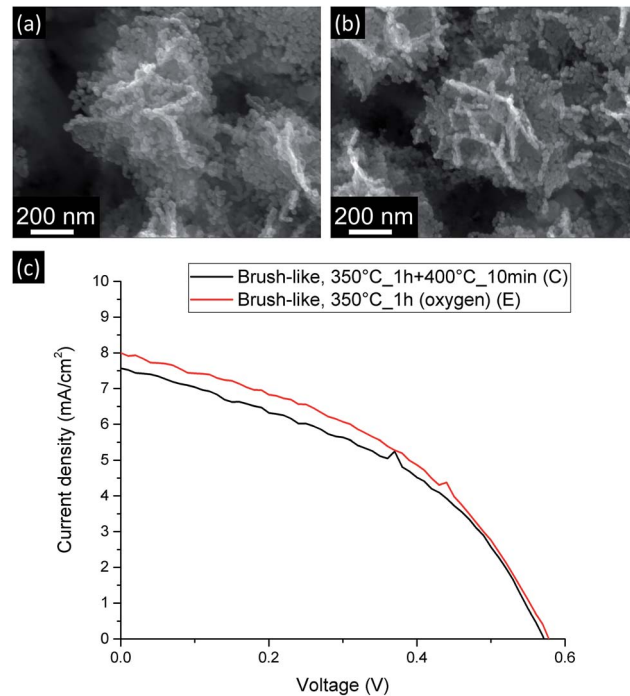 (a)
200 nm
(b)
200 nm
(c)
Brush-like, 350°C_1h+400°C_10min (C)
Brush-like, 350°C_1h (oxygen) (E)
10
9
8
7
6
5
4
3
2
1
0
Current density (mA/cm²)
0.0
0.2
0.4
0.6
Voltage (V)